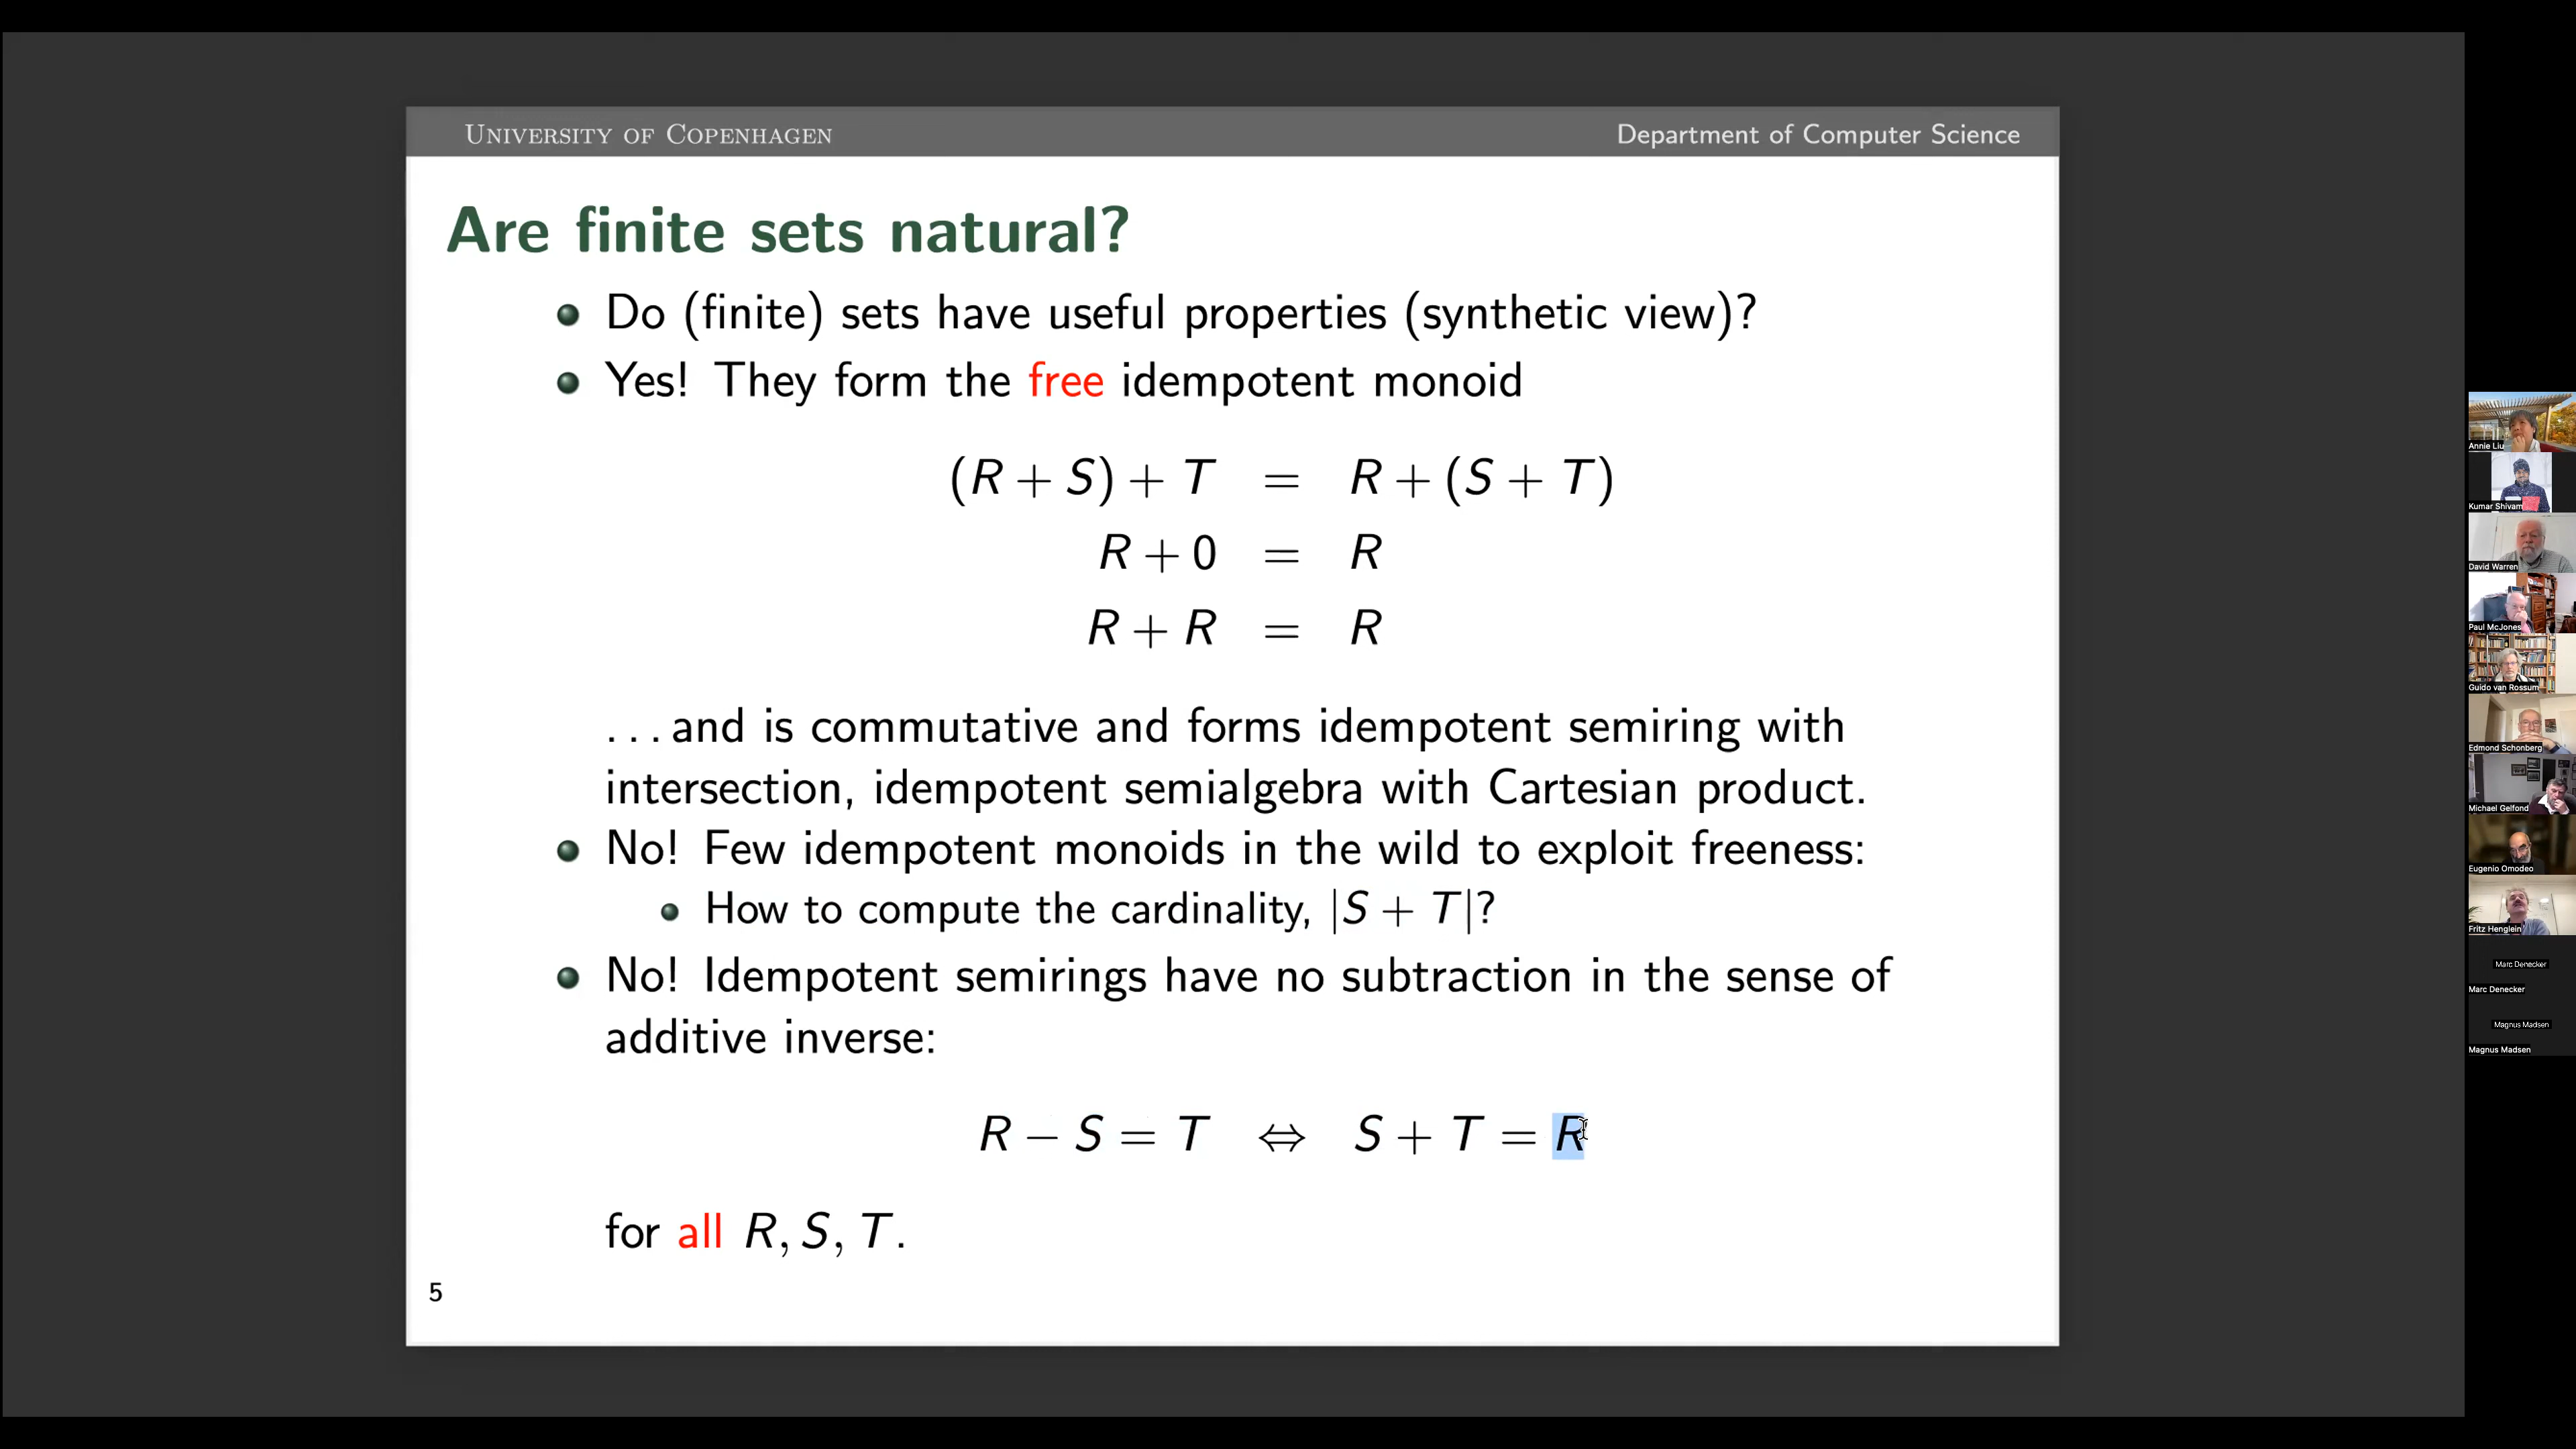 UNIVERSITY OF COPENHAGEN
Department of Computer Science
Are finite sets natural?
Do (finite) sets have useful properties (synthetic view)?
Yes! They form the free idempotent monoid
(R + S) + T = R + (S + T)
R + 0 = R
R + R = R
. . . and is commutative and forms idempotent semiring with
intersection, idempotent semialgebra with Cartesian product.
No! Few idempotent monoids in the wild to exploit freeness:
How to compute the cardinality, |S + T|?
No! Idempotent semirings have no subtraction in the sense of
additive inverse:
R − S = T ⇔ S + T = R
for all R, S, T.
5
Annie Liu
Kumar Shivam
David Warren
Paul McJones
Guido van Rossum
Edmond Schonberg
Michael Gelfond
Eugenio Omodeo
Fritz Henglein
Marc Denecker
Marc Denecker
Magnus Madsen
Magnus Madsen